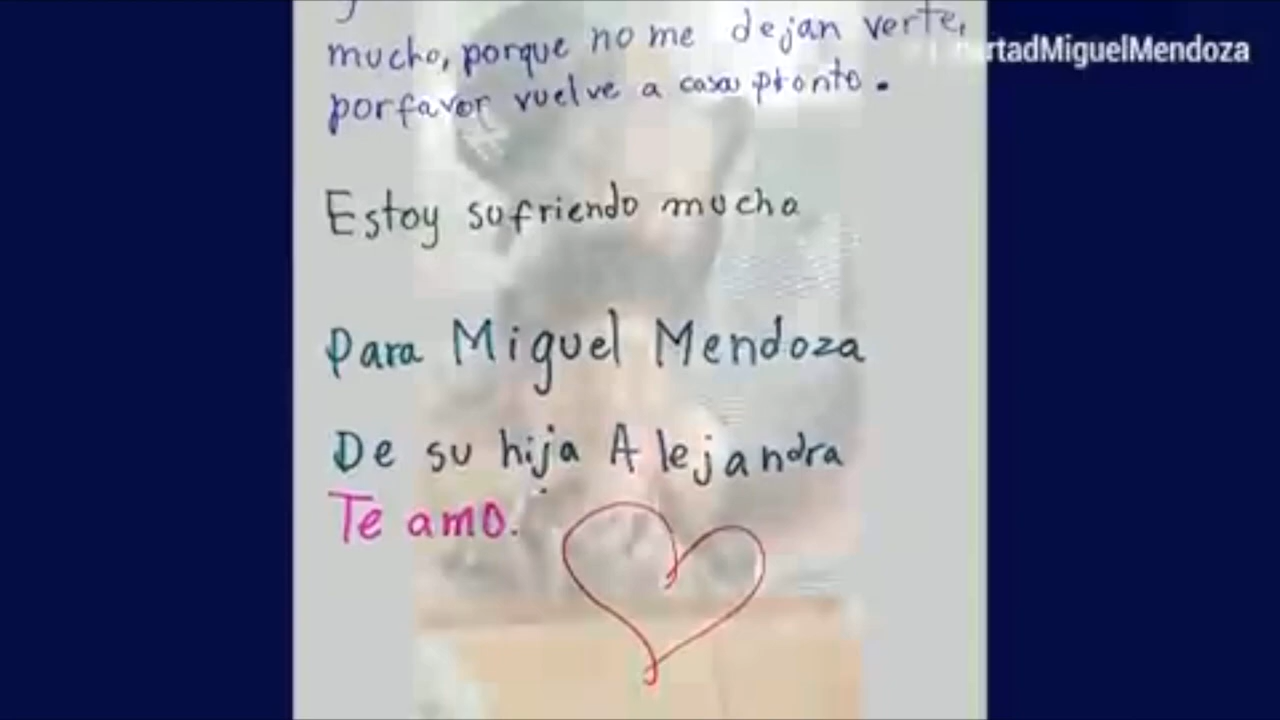 mucho, porque no me dejan verte,
porfavor vuelve a casa pronto.
Estoy sufriendo mucho
Para Miguel Mendoza
De su hija Alejandra
Te amo.